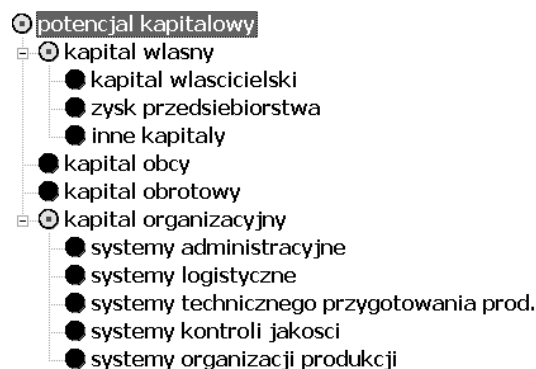 potencjal kapitalowy
kapital wlasny
kapital wlascicielski
zysk przedsiebiorstwa
inne kapitaly
kapital obcy
kapital obrotowy
kapital organizacyjny
systemy administracyjne
systemy logistyczne
systemy technicznego przygotowania prod.
systemy kontroli jakosci
systemy organizacji produkcji